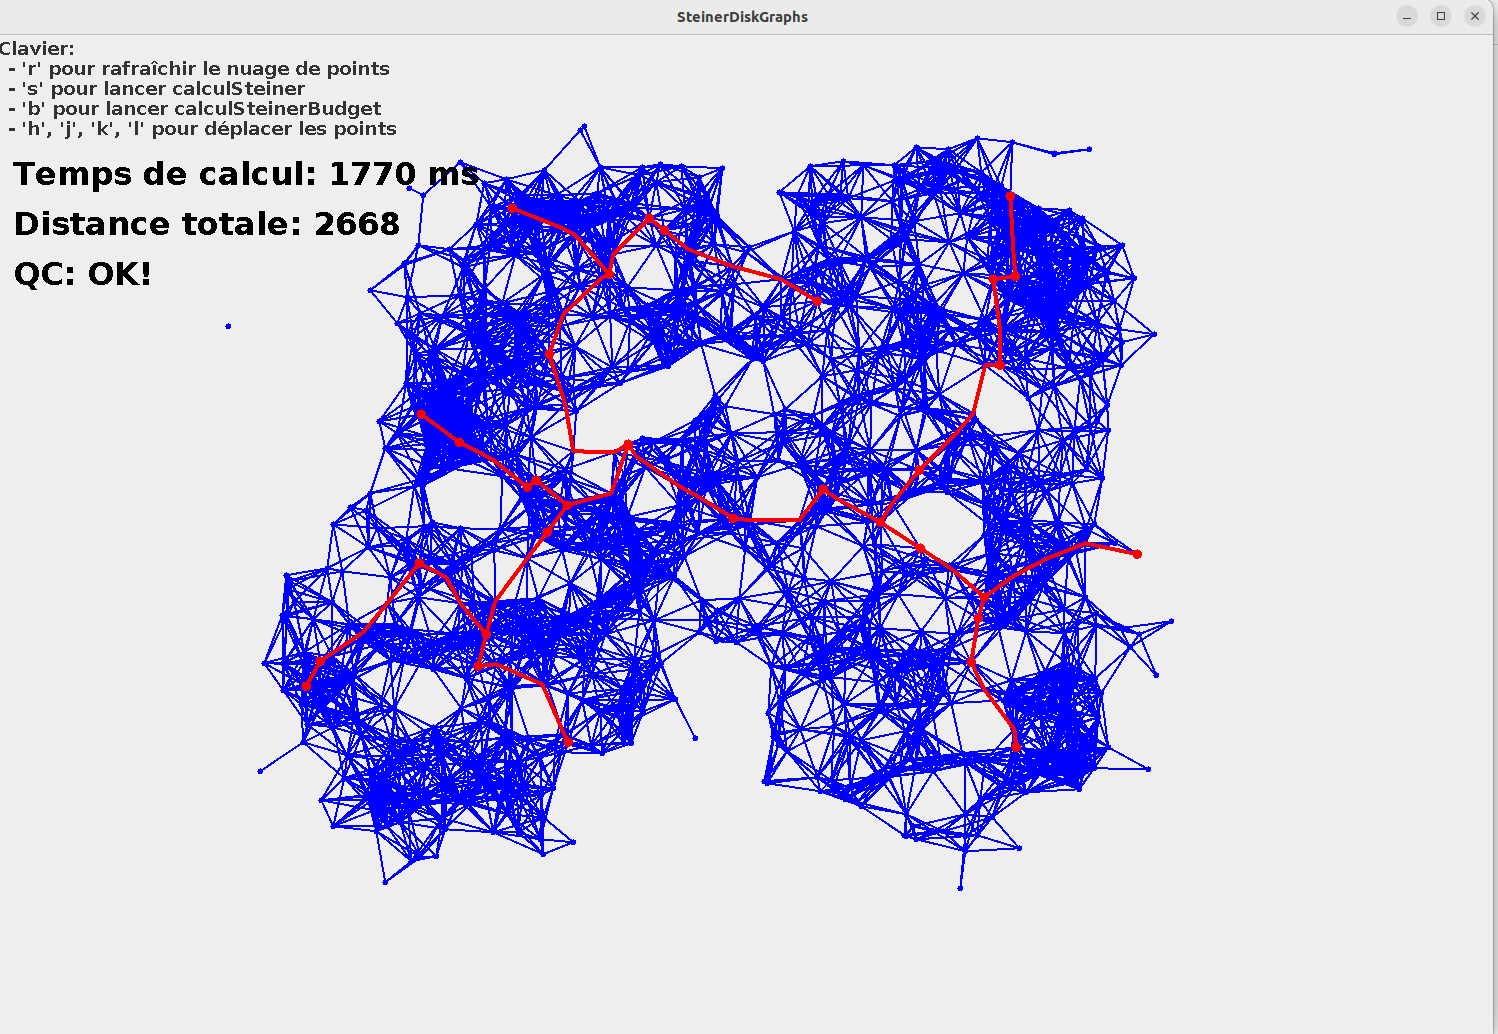 SteinerDiskGraphs
Clavier:
- 'r' pour rafraîchir le nuage de points
- 's' pour lancer calculSteiner
- 'b' pour lancer calculSteinerBudget
- 'h', 'j', 'k', 'l' pour déplacer les points
Temps de calcul: 1770 ms
Distance totale: 2668
QC: OK!